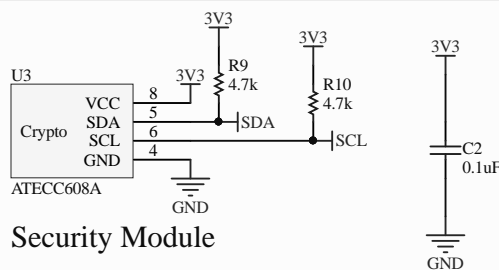 3V3
3V3
3V3
U3
R9
4.7k
3V3
R10
4.7k
8
VCC
5
SDA
SDA
Crypto
6
SCL
SCL
4
GND
ATECC608A
GND
C2
0.1uF
GND
Security Module